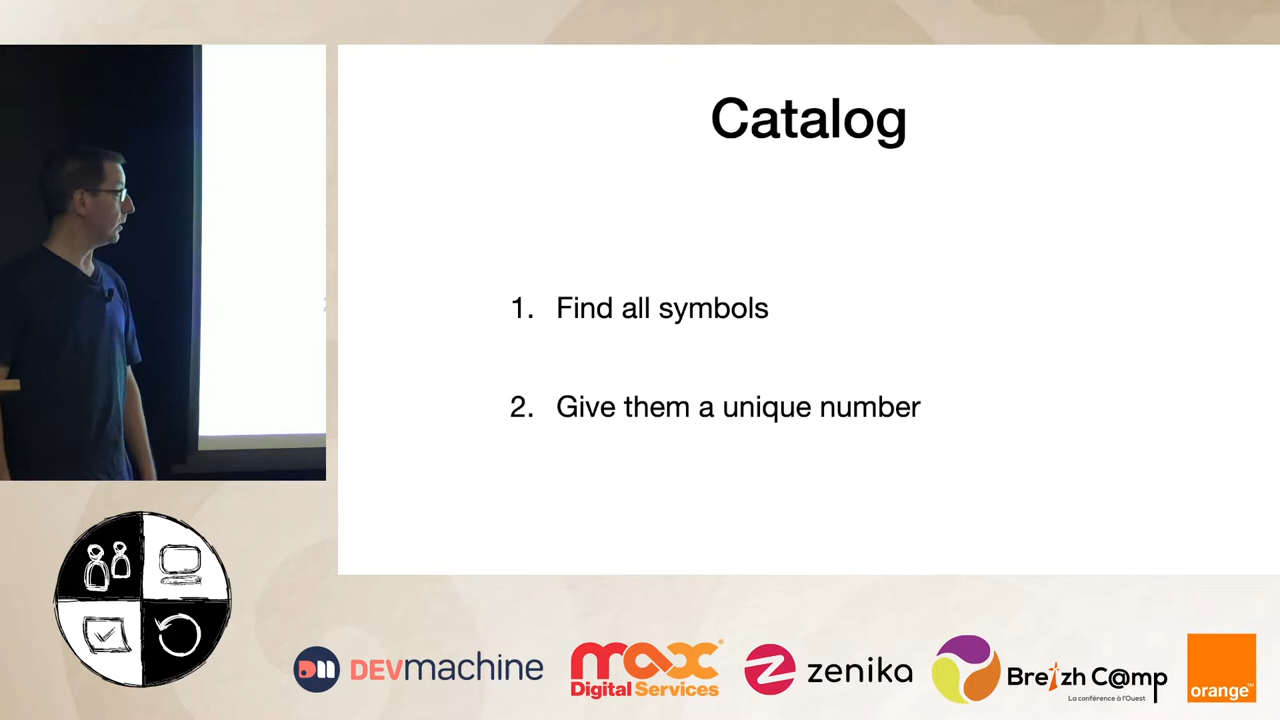 Catalog
1. Find all symbols
2. Give them a unique number
DEVmachine
max
Digital Services
zenika
Breizh C@mp
La conférence à l'Ouest
orange™